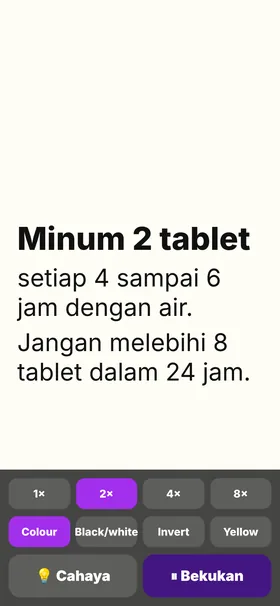 Minum 2 tablet
setiap 4 sampai 6
jam dengan air.
Jangan melebihi 8
tablet dalam 24 jam.
1× 2× 4× 8×
Colour Black/white Invert Yellow
💡 Cahaya ⏸ Bekukan